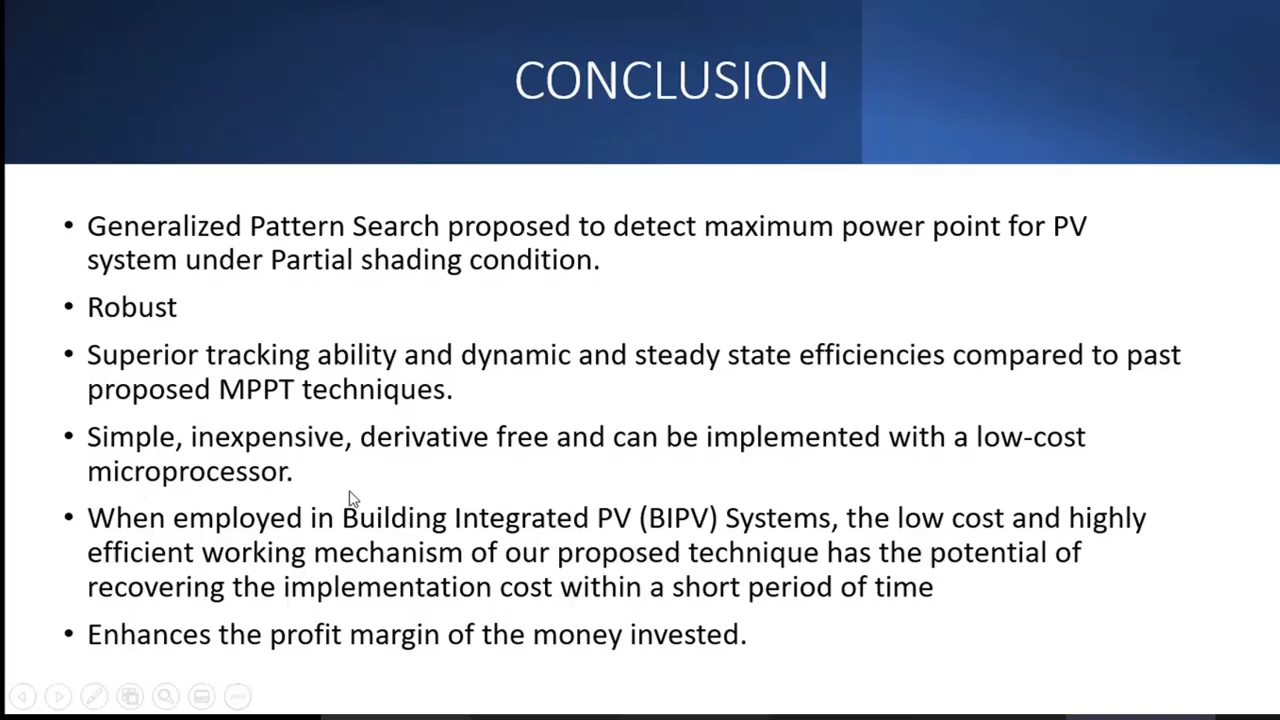 CONCLUSION
• Generalized Pattern Search proposed to detect maximum power point for PV
system under Partial shading condition.
• Robust
• Superior tracking ability and dynamic and steady state efficiencies compared to past
proposed MPPT techniques.
• Simple, inexpensive, derivative free and can be implemented with a low-cost
microprocessor.
• When employed in Building Integrated PV (BIPV) Systems, the low cost and highly
efficient working mechanism of our proposed technique has the potential of
recovering the implementation cost within a short period of time
• Enhances the profit margin of the money invested.